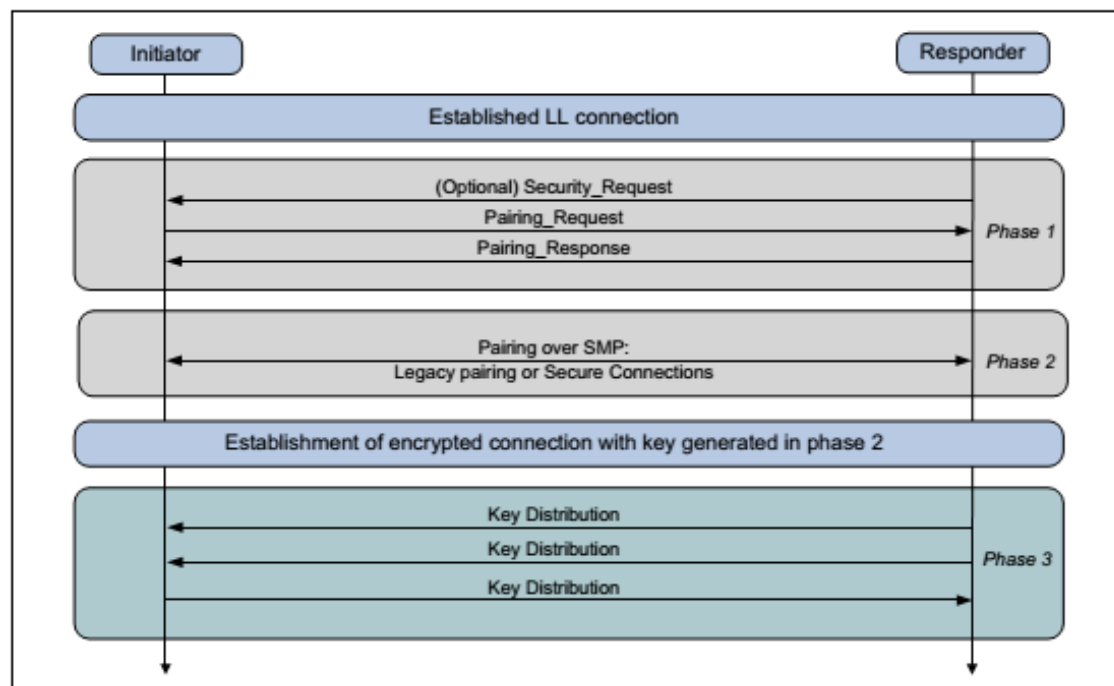 Initiator
Responder
Established LL connection
(Optional) Security_Request
Pairing_Request
Phase 1
Pairing_Response
Pairing over SMP:
Phase 2
Legacy pairing or Secure Connections
Establishment of encrypted connection with key generated in phase 2
Key Distribution
Key Distribution
Phase 3
Key Distribution